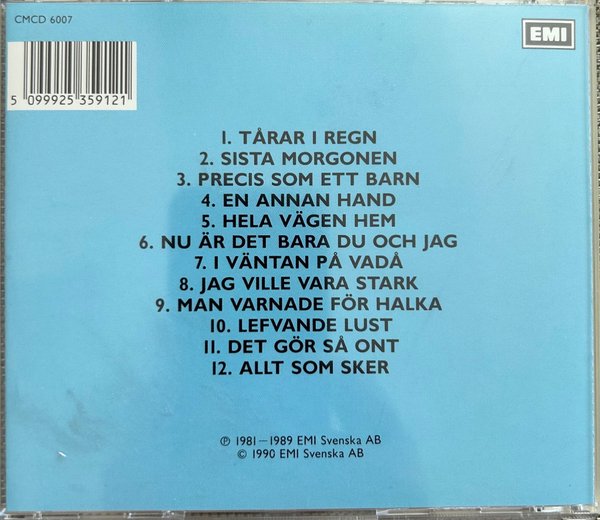 CMCD 6007
EMI
5 099925 359121
1. TÅRAR I REGN
2. SISTA MORGONEN
3. PRECIS SOM ETT BARN
4. EN ANNAN HAND
5. HELA VÄGEN HEM
6. NU ÄR DET BARA DU OCH JAG
7. I VÄNTAN PÅ VADÅ
8. JAG VILLE VARA STARK
9. MAN VARNADE FÖR HALKA
10. LEFVANDE LUST
11. DET GÖR SÅ ONT
12. ALLT SOM SKER
℗ 1981–1989 EMI Svenska AB
© 1990 EMI Svenska AB